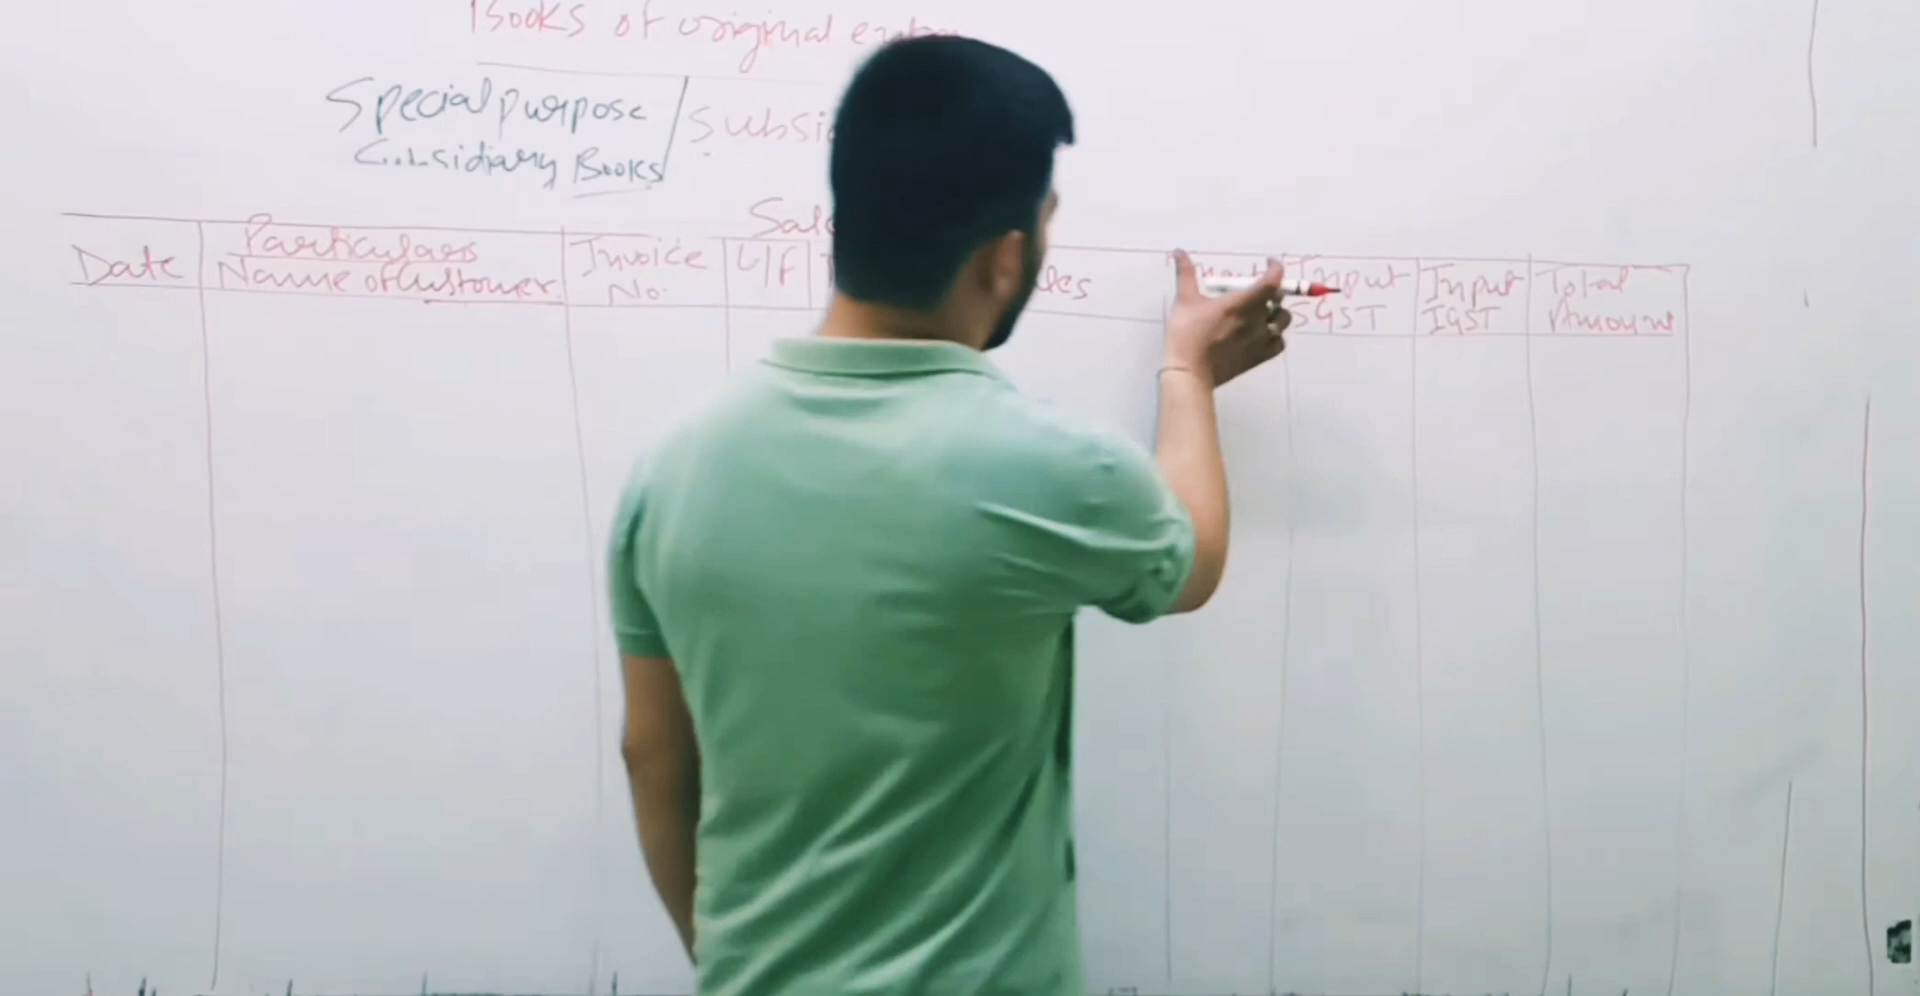 Books of original
Special purpose / Subsi
Subsidiary Books
Sale
Date
Particulars
Name of Customer
Invoice
No.
L/F
les
Input
SGST
Input
IGST
Total
Amount